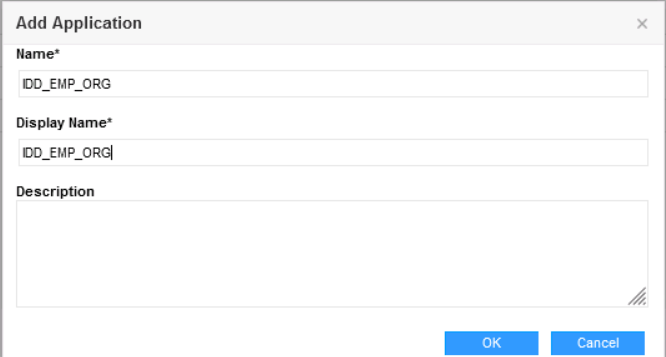 Add Application
Name*
IDD_EMP_ORG
Display Name*
IDD_EMP_ORG
Description
OK Cancel